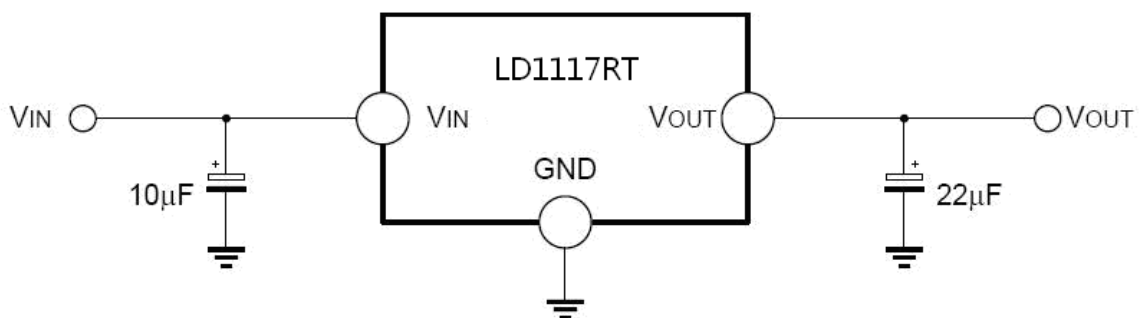 LD1117RT
VIN
VIN
VOUT
VOUT
GND
+
10μF
+
22μF